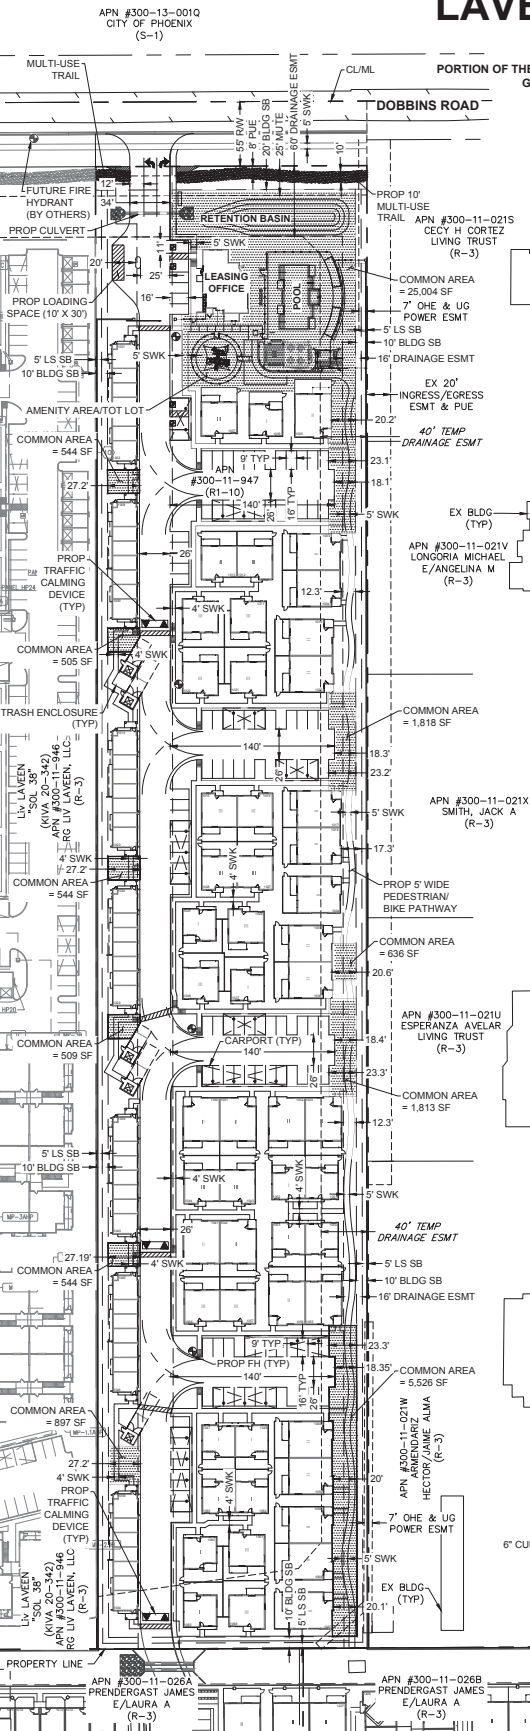 LAVE
APN #300-13-001Q
CITY OF PHOENIX
(S-1)
MULTI-USE
TRAIL
CL/ML
PORTION OF THE
G
DOBBINS ROAD
55' R/W
8' PUE
20' BLDG SB
25' MUTE
60' DRAINAGE ESMT
5' SWK
10'
12'
34'
FUTURE FIRE
HYDRANT
(BY OTHERS)
PROP CULVERT
PROP 10'
MULTI-USE
TRAIL
RETENTION BASIN
APN #300-11-021S
CECY H CORTEZ
LIVING TRUST
(R-3)
11'
5' SWK
20'
25'
LEASING
OFFICE
POOL
COMMON AREA
= 25,004 SF
16'
PROP LOADING
SPACE (10' X 30')
7' OHE & UG
POWER ESMT
5' LS SB
10' BLDG SB
16' DRAINAGE ESMT
5' LS SB
10' BLDG SB
5' SWK
EX 20'
INGRESS/EGRESS
ESMT & PUE
AMENITY AREA/TOT LOT
20.2'
40' TEMP
DRAINAGE ESMT
COMMON AREA
= 544 SF
27.2'
9' TYP
APN
#300-11-947
(R1-10)
16' TYP
23.1'
18.1'
140'
26'
5' SWK
EX BLDG
(TYP)
APN #300-11-021V
LONGORIA MICHAEL
E/ANGELINA M
(R-3)
26'
PROP
TRAFFIC
CALMING
DEVICE
(TYP)
12.3'
4' SWK
COMMON AREA
= 505 SF
4' SWK
TRASH ENCLOSURE
(TYP)
COMMON AREA
= 1,818 SF
140'
18.3'
26'
23.2'
Liv LAVEEN
"SOL 38"
(KIVA 20-342)
APN #300-11-946
RG LIV LAVEEN, LLC
(R-3)
APN #300-11-021X
SMITH, JACK A
(R-3)
5' SWK
17.3'
4' SWK
27.2'
COMMON AREA
= 544 SF
4' SWK
PROP 5' WIDE
PEDESTRIAN/
BIKE PATHWAY
COMMON AREA
= 636 SF
20.6'
HP20
COMMON AREA
= 509 SF
CARPORT (TYP)
140'
26'
18.4'
23.3'
APN #300-11-021U
ESPERANZA AVELAR
LIVING TRUST
(R-3)
COMMON AREA
= 1,813 SF
12.3'
5' LS SB
10' BLDG SB
4' SWK
4' SWK
5' SWK
MP-3AHP
26'
40' TEMP
DRAINAGE ESMT
27.19'
4' SWK
COMMON AREA
= 544 SF
5' LS SB
10' BLDG SB
16' DRAINAGE ESMT
9' TYP
23.3'
PROP FH (TYP)
18.35'
140'
16' TYP
26'
COMMON AREA
= 5,526 SF
COMMON AREA
= 897 SF
APN #300-11-021W
ARMENDARIZ
HECTOR/JAIME ALMA
(R-3)
27.2'
4' SWK
4' SWK
20'
PROP
TRAFFIC
CALMING
DEVICE
(TYP)
7' OHE & UG
POWER ESMT
6" CU
5' SWK
Liv LAVEEN
"SOL 38"
(KIVA 20-342)
APN #300-11-946
RG LIV LAVEEN, LLC
(R-3)
10' BLDG SB
5' LS SB
EX BLDG
(TYP)
20.1'
PROPERTY LINE
APN #300-11-026A
PRENDERGAST JAMES
E/LAURA A
(R-3)
APN #300-11-026B
PRENDERGAST JAMES
E/LAURA A
(R-3)